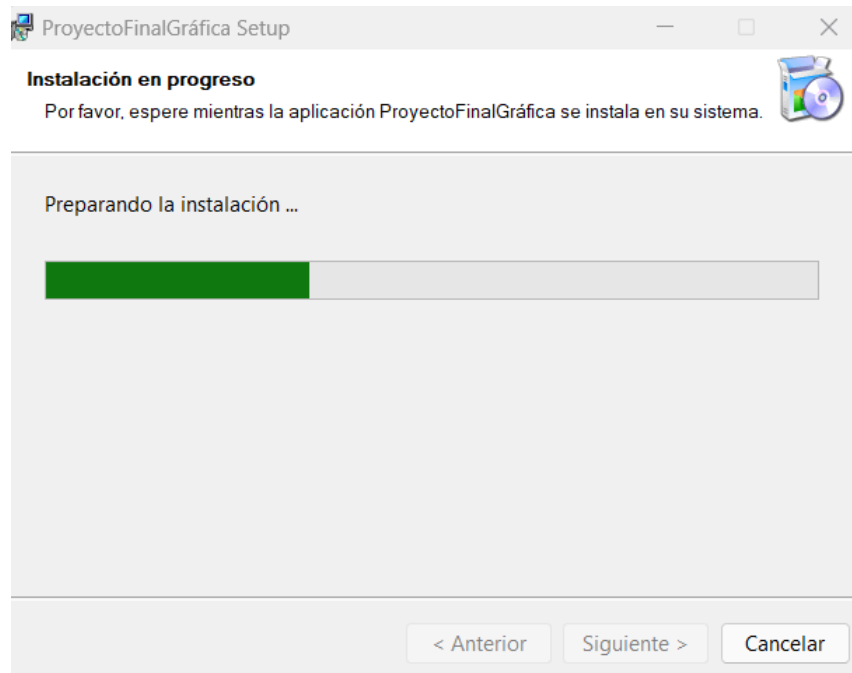 ProyectoFinalGráfica Setup
Instalación en progreso
Por favor, espere mientras la aplicación ProyectoFinalGráfica se instala en su sistema.
Preparando la instalación ...
< Anterior
Siguiente >
Cancelar